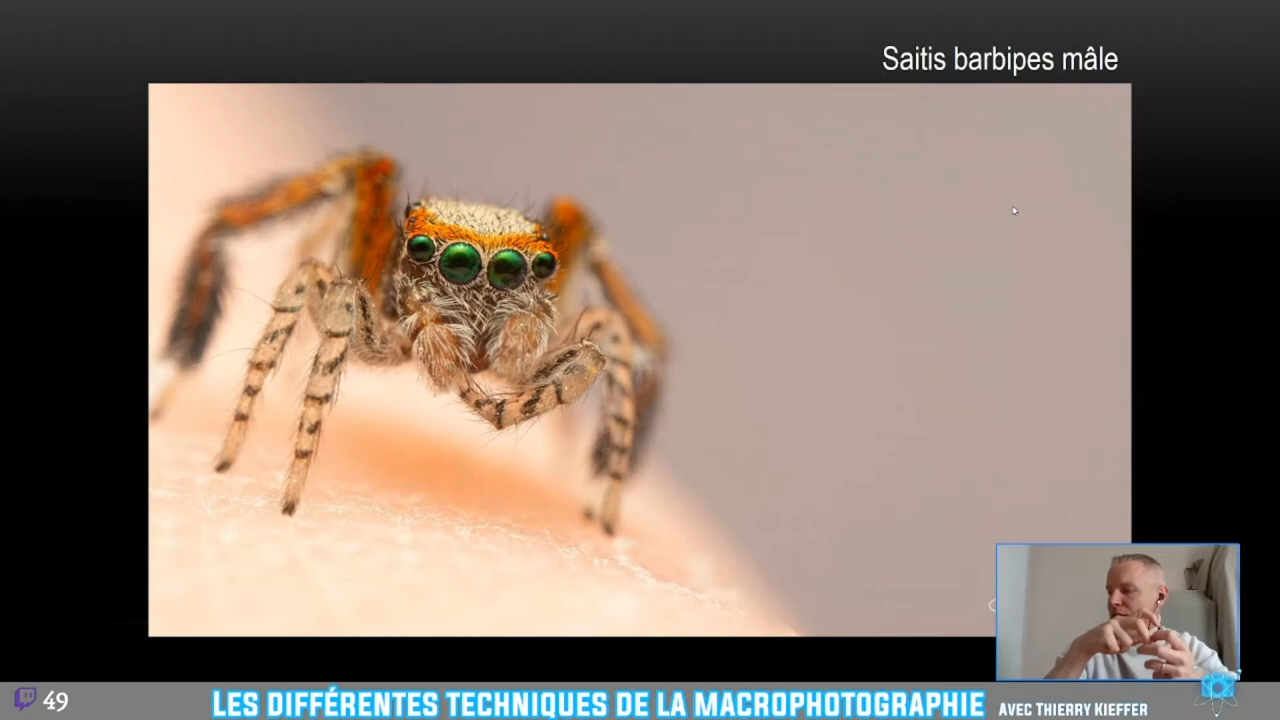 Saitis barbipes mâle
49
LES DIFFÉRENTES TECHNIQUES DE LA MACROPHOTOGRAPHIE AVEC THIERRY KIEFFER